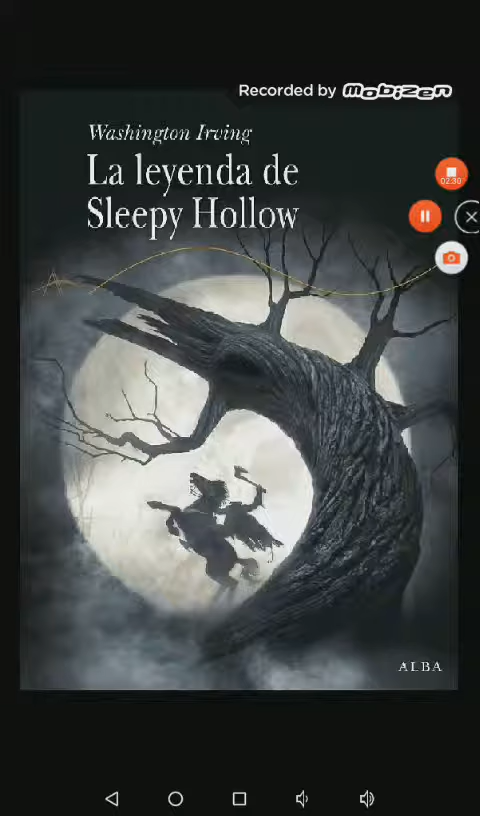 Recorded by mobizen
Washington Irving
La leyenda de
Sleepy Hollow
02:30
ALBA